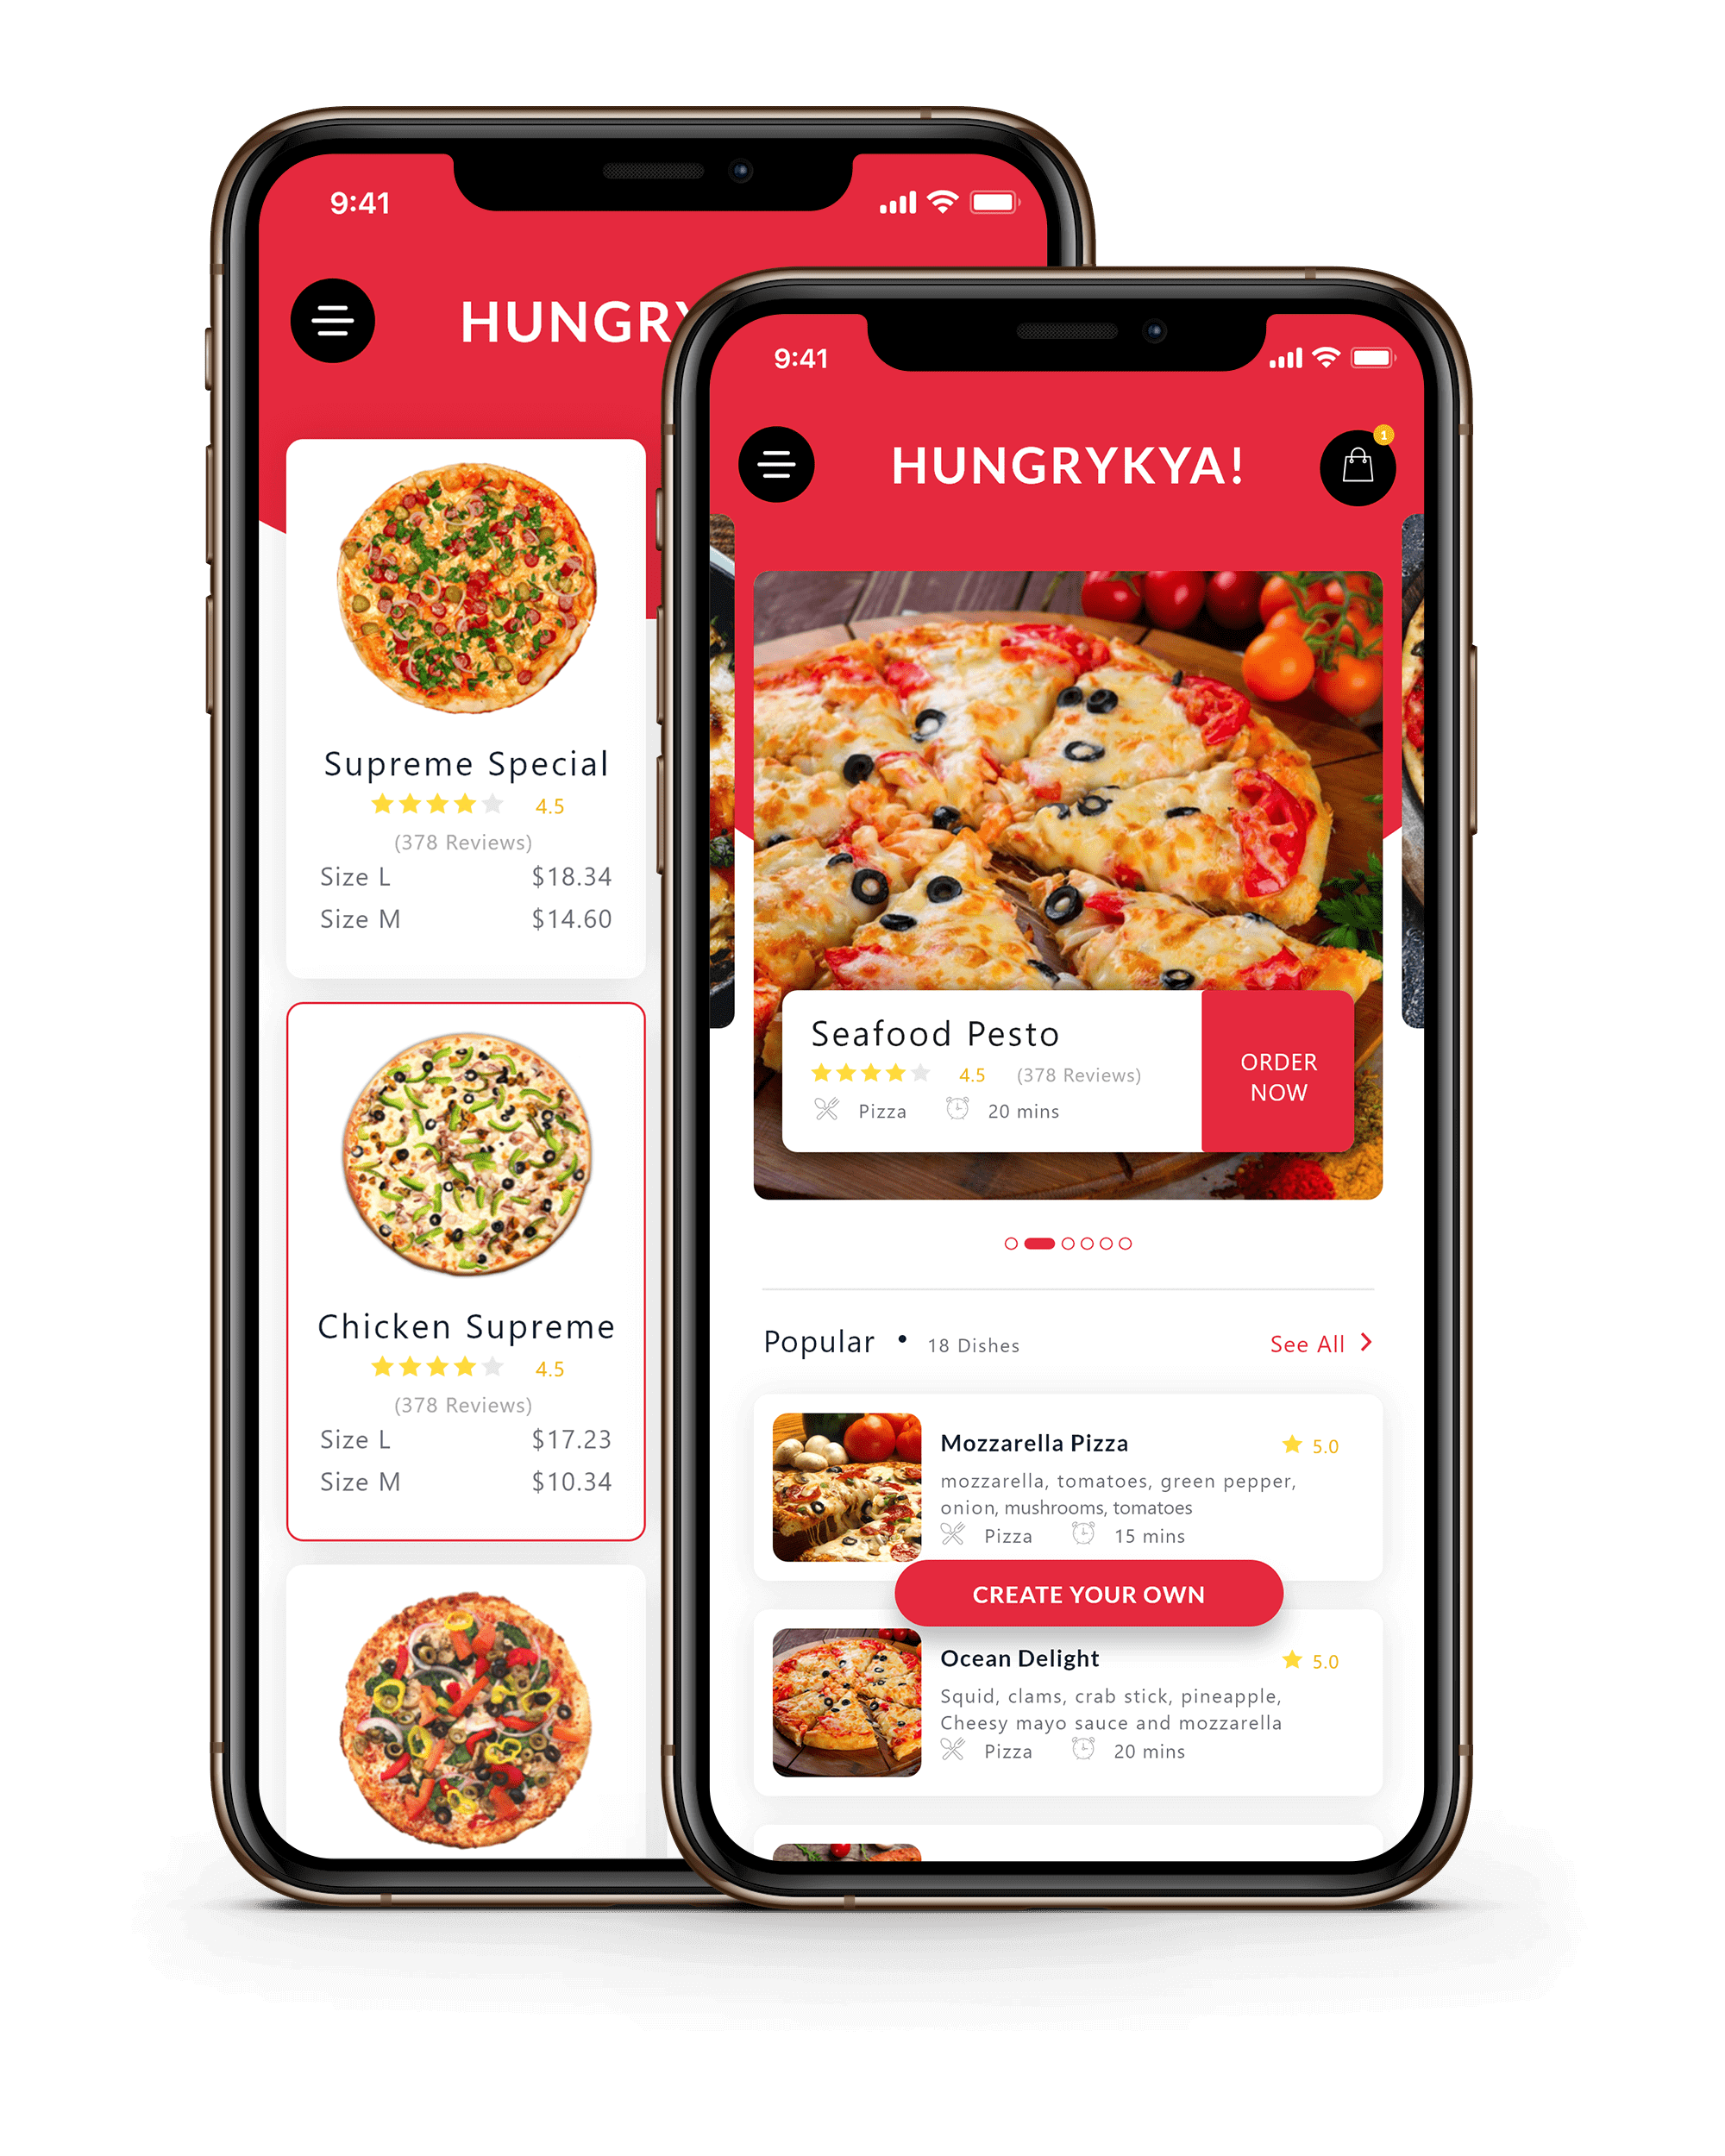 9:41
HUNGRY
Supreme Special
4.5
(378 Reviews)
Size L $18.34
Size M $14.60
Chicken Supreme
4.5
(378 Reviews)
Size L $17.23
Size M $10.34
9:41
HUNGRYKYA!
1
Seafood Pesto
4.5 (378 Reviews)
Pizza 20 mins
ORDER
NOW
Popular • 18 Dishes See All
Mozzarella Pizza 5.0
mozzarella, tomatoes, green pepper,
onion, mushrooms, tomatoes
Pizza 15 mins
CREATE YOUR OWN
Ocean Delight 5.0
Squid, clams, crab stick, pineapple,
Cheesy mayo sauce and mozzarella
Pizza 20 mins